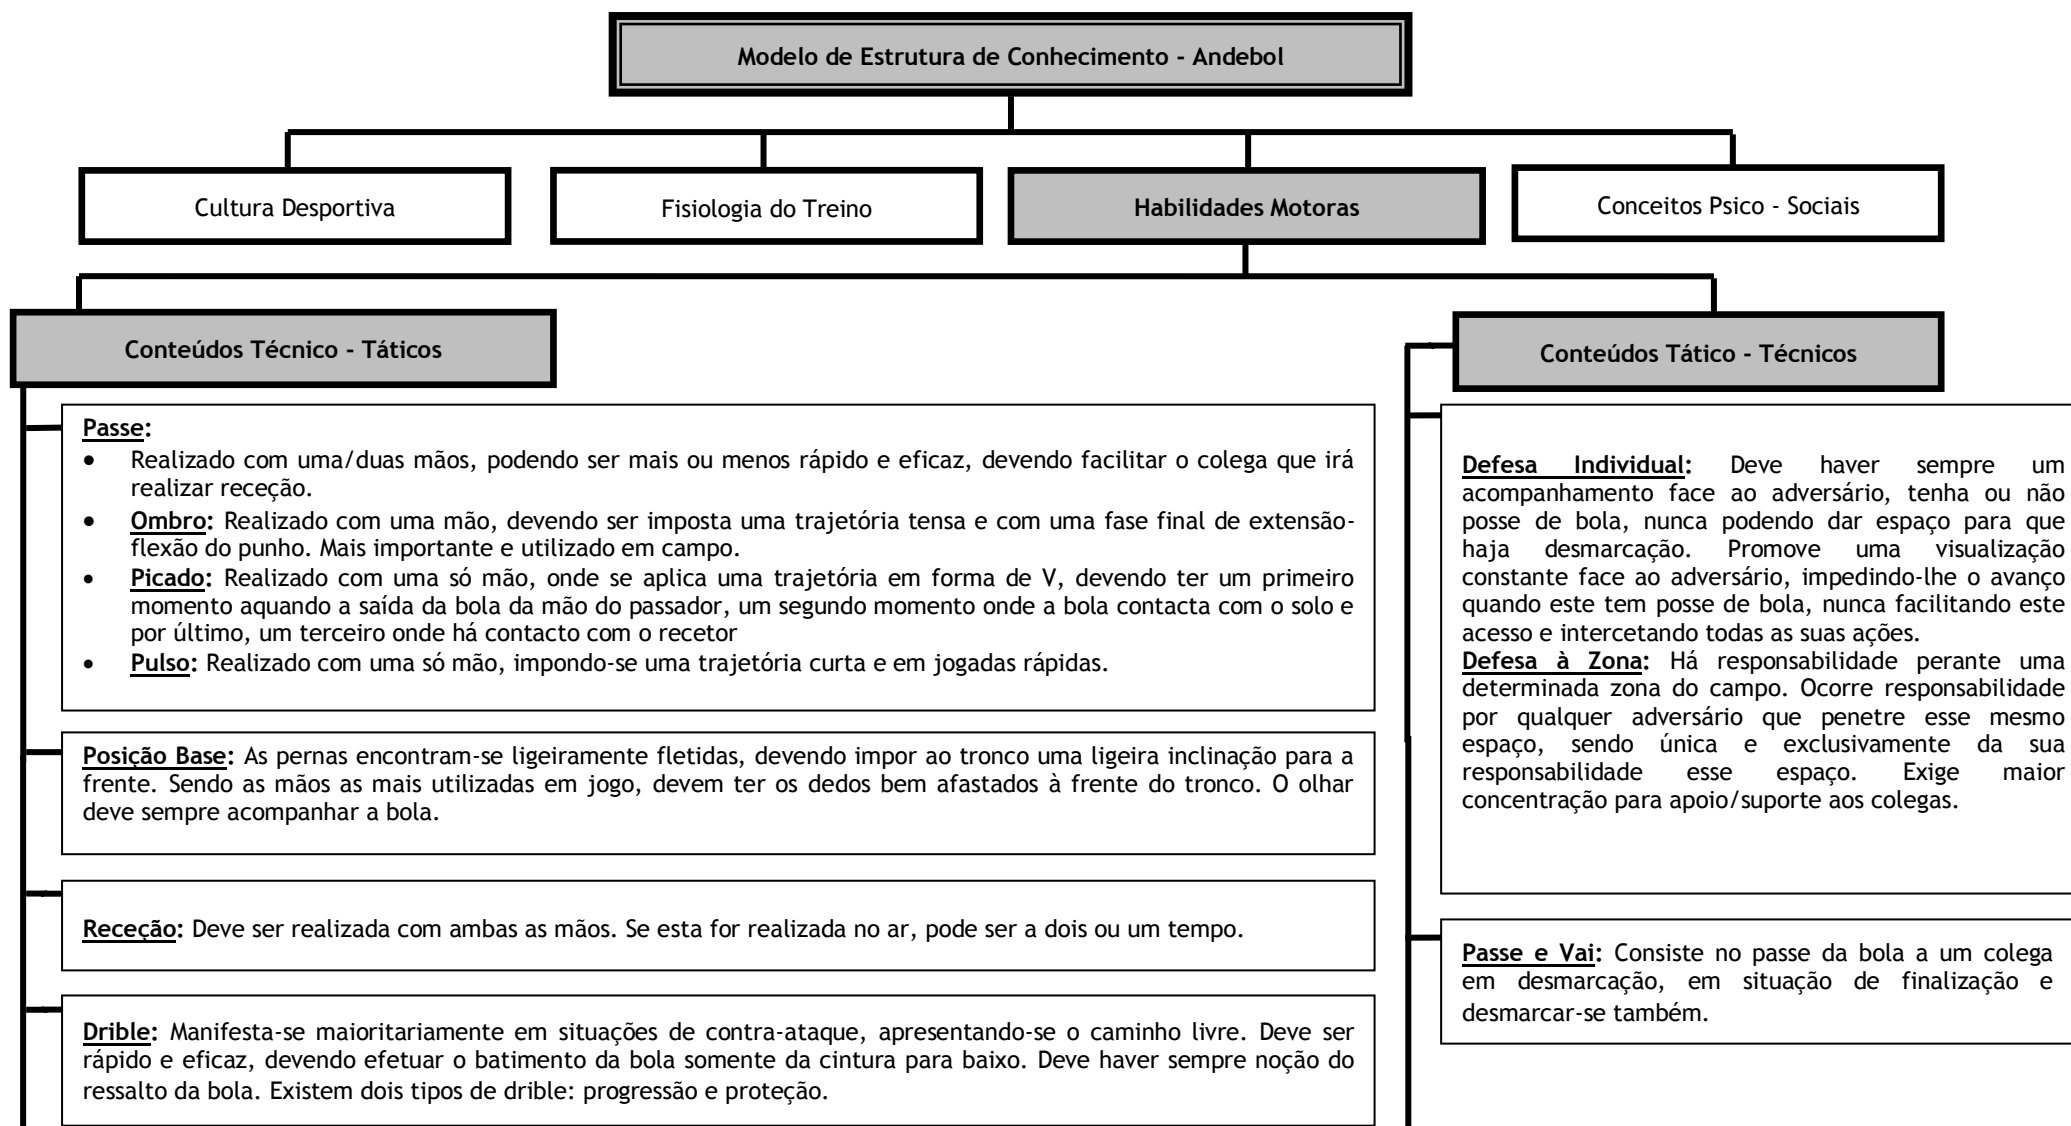 Modelo de Estrutura de Conhecimento - Andebol
Cultura Desportiva
Fisiologia do Treino
Habilidades Motoras
Conceitos Psico - Sociais
Conteúdos Técnico - Táticos
Conteúdos Tático - Técnicos
Passe:
• Realizado com uma/duas mãos, podendo ser mais ou menos rápido e eficaz, devendo facilitar o colega que irá
realizar receção.
• Ombro: Realizado com uma mão, devendo ser imposta uma trajetória tensa e com uma fase final de extensão-
flexão do punho. Mais importante e utilizado em campo.
• Picado: Realizado com uma só mão, onde se aplica uma trajetória em forma de V, devendo ter um primeiro
momento aquando a saída da bola da mão do passador, um segundo momento onde a bola contacta com o solo e
por último, um terceiro onde há contacto com o recetor
• Pulso: Realizado com uma só mão, impondo-se uma trajetória curta e em jogadas rápidas.
Posição Base: As pernas encontram-se ligeiramente fletidas, devendo impor ao tronco uma ligeira inclinação para a
frente. Sendo as mãos as mais utilizadas em jogo, devem ter os dedos bem afastados à frente do tronco. O olhar
deve sempre acompanhar a bola.
Receção: Deve ser realizada com ambas as mãos. Se esta for realizada no ar, pode ser a dois ou um tempo.
Drible: Manifesta-se maioritariamente em situações de contra-ataque, apresentando-se o caminho livre. Deve ser
rápido e eficaz, devendo efetuar o batimento da bola somente da cintura para baixo. Deve haver sempre noção do
ressalto da bola. Existem dois tipos de drible: progressão e proteção.
Defesa Individual: Deve haver sempre um
acompanhamento face ao adversário, tenha ou não
posse de bola, nunca podendo dar espaço para que
haja desmarcação. Promove uma visualização
constante face ao adversário, impedindo-lhe o avanço
quando este tem posse de bola, nunca facilitando este
acesso e intercetando todas as suas ações.
Defesa à Zona: Há responsabilidade perante uma
determinada zona do campo. Ocorre responsabilidade
por qualquer adversário que penetre esse mesmo
espaço, sendo única e exclusivamente da sua
responsabilidade esse espaço. Exige maior
concentração para apoio/suporte aos colegas.
Passe e Vai: Consiste no passe da bola a um colega
em desmarcação, em situação de finalização e
desmarcar-se também.